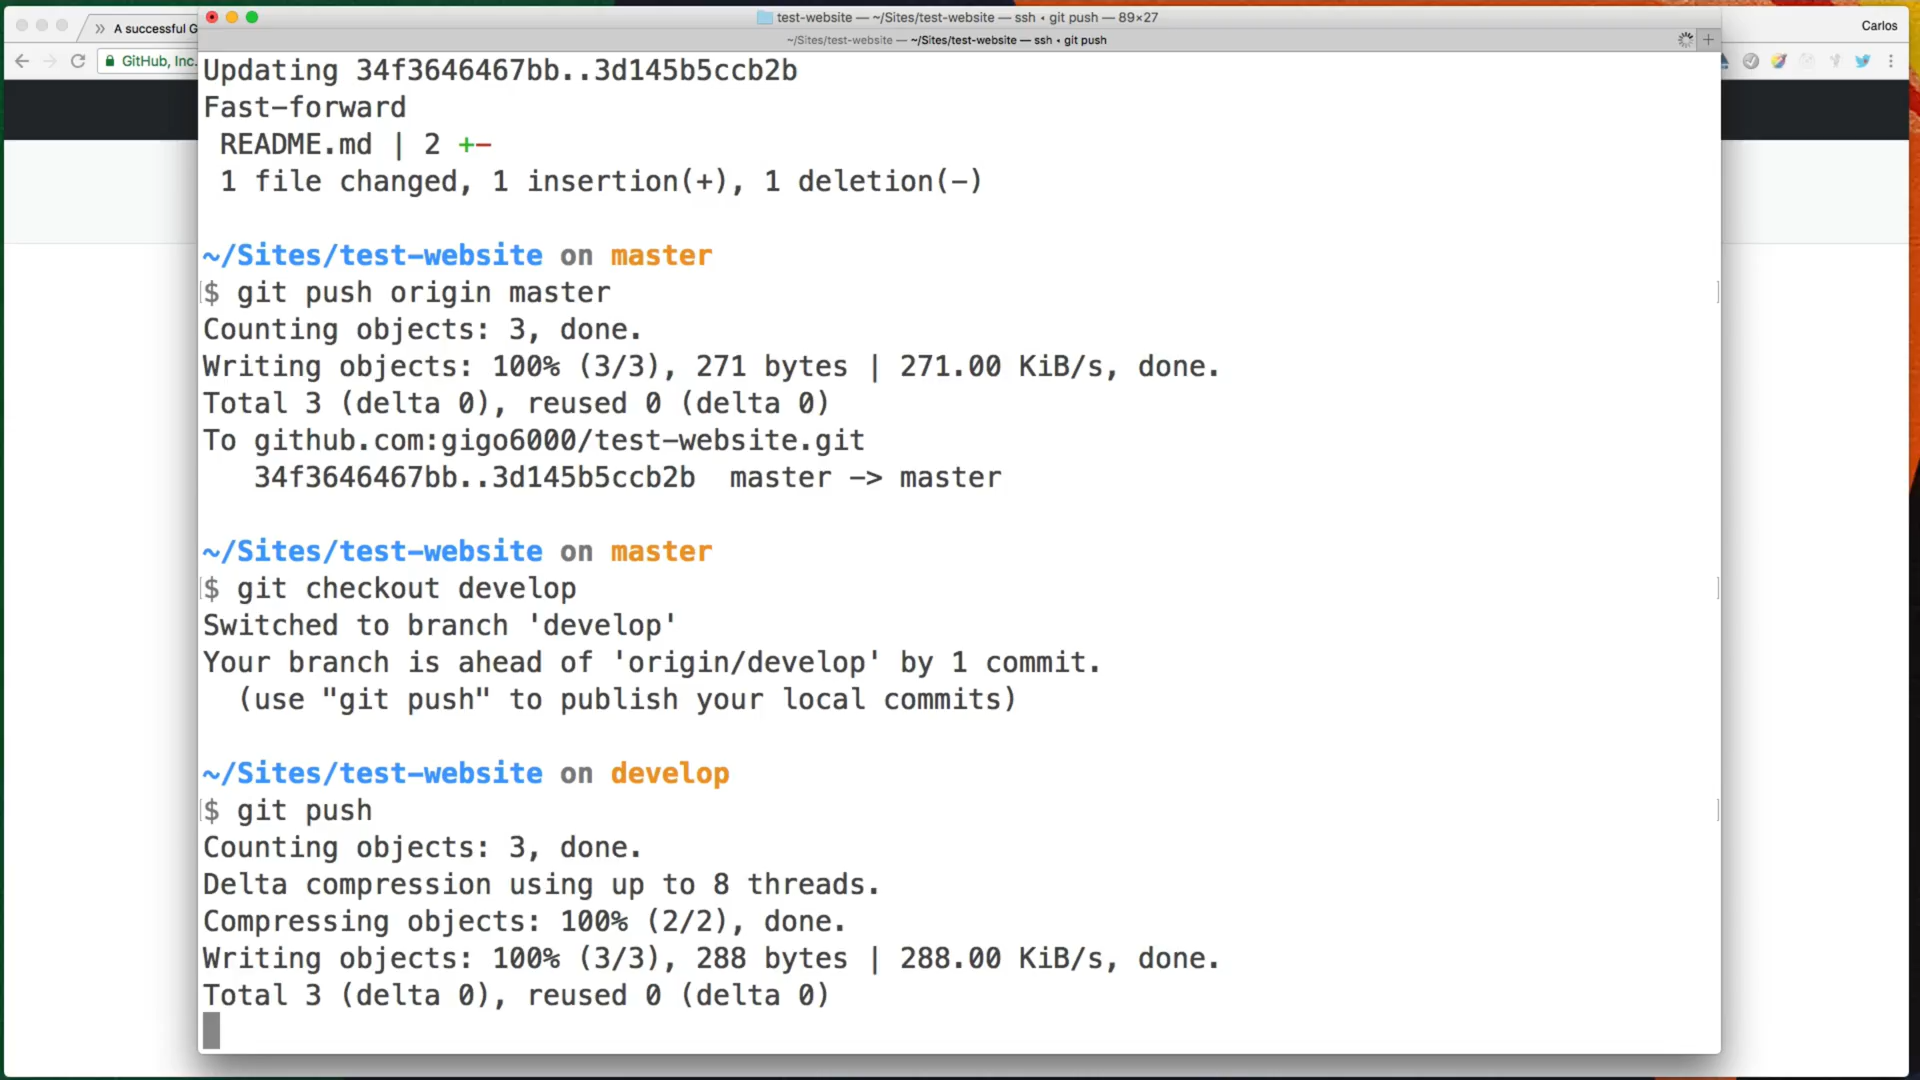 test-website — ~/Sites/test-website — ssh ‹ git push — 89×27
~/Sites/test-website — ~/Sites/test-website — ssh ‹ git push
A successful G
Carlos
GitHub, Inc.
Updating 34f3646467bb..3d145b5ccb2b
Fast-forward
README.md | 2 +-
1 file changed, 1 insertion(+), 1 deletion(-)
~/Sites/test-website on master
$ git push origin master
Counting objects: 3, done.
Writing objects: 100% (3/3), 271 bytes | 271.00 KiB/s, done.
Total 3 (delta 0), reused 0 (delta 0)
To github.com:gigo6000/test-website.git
34f3646467bb..3d145b5ccb2b  master -> master
~/Sites/test-website on master
$ git checkout develop
Switched to branch 'develop'
Your branch is ahead of 'origin/develop' by 1 commit.
(use "git push" to publish your local commits)
~/Sites/test-website on develop
$ git push
Counting objects: 3, done.
Delta compression using up to 8 threads.
Compressing objects: 100% (2/2), done.
Writing objects: 100% (3/3), 288 bytes | 288.00 KiB/s, done.
Total 3 (delta 0), reused 0 (delta 0)